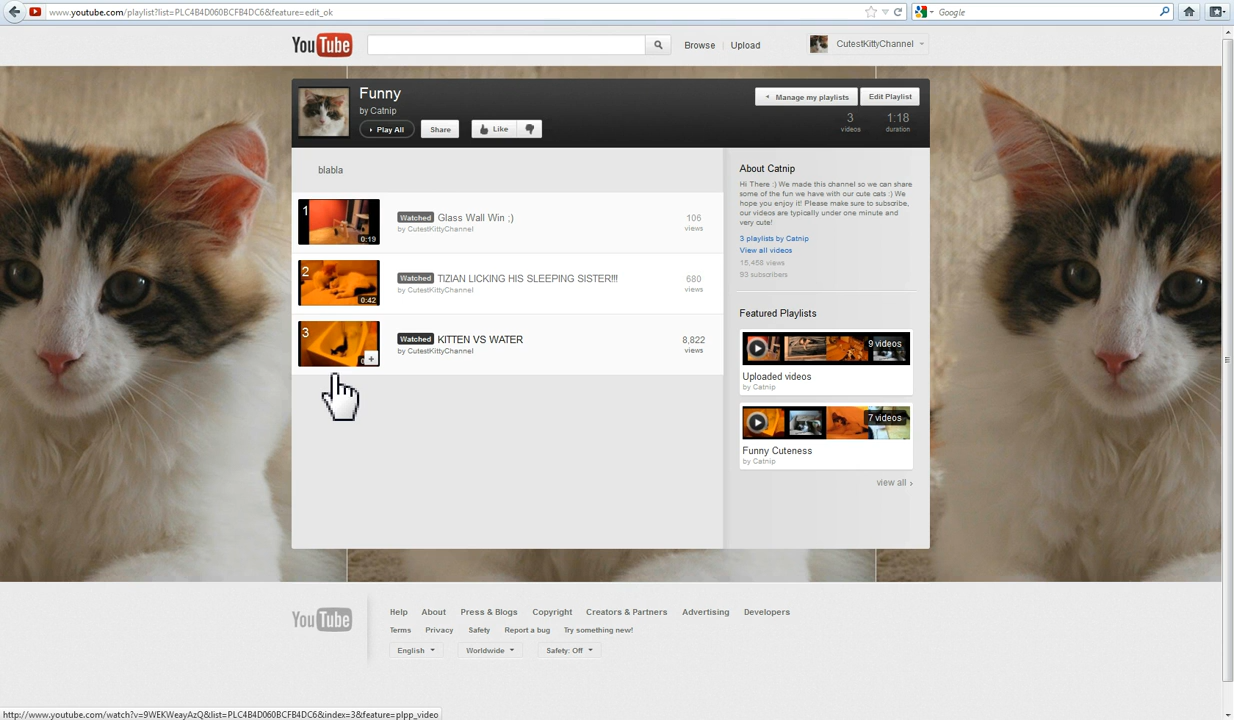 www.youtube.com/playlist?list=PLC4B4D060BCFB4DC6&feature=edit_ok
Google
YouTube
Browse
Upload
CutestKittyChannel
Funny
by Catnip
Play All
Share
Like
Manage my playlists
Edit Playlist
3
videos
1:18
duration
blabla
1
0:19
Watched Glass Wall Win ;)
by CutestKittyChannel
106
views
2
0:42
Watched TIZIAN LICKING HIS SLEEPING SISTER!!!
by CutestKittyChannel
680
views
3
Watched KITTEN VS WATER
by CutestKittyChannel
8,822
views
About Catnip
Hi There :) We made this channel so we can share
some of the fun we have with our cute cats :) We
hope you enjoy it! Please make sure to subscribe,
our videos are typically under one minute and
very cute!
3 playlists by Catnip
View all videos
15,458 views
93 subscribers
Featured Playlists
9 videos
Uploaded videos
by Catnip
7 videos
Funny Cuteness
by Catnip
view all ›
YouTube
Help About Press & Blogs Copyright Creators & Partners Advertising Developers
Terms Privacy Safety Report a bug Try something new!
English Worldwide Safety: Off
http://www.youtube.com/watch?v=9WEKWeayAzQ&list=PLC4B4D060BCFB4DC6&index=3&feature=plpp_video